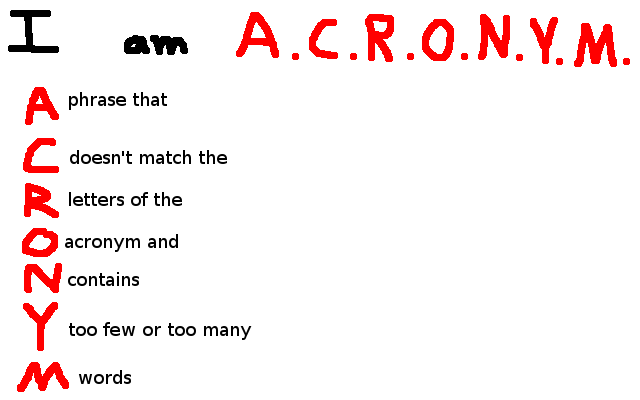 I am A.C.R.O.N.Y.M.
A phrase that
C doesn't match the
R letters of the
O acronym and
N contains
Y too few or too many
M words